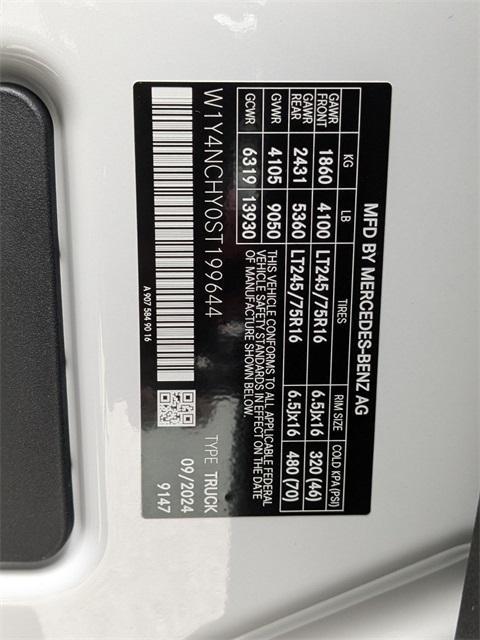 MFD BY MERCEDES-BENZ AG
KG LB TIRES RIM SIZE COLD KPA(PSI)
GAWR FRONT 1860 4100 LT245/75R16 6.5Jx16 320 (46)
GAWR REAR 2431 5360 LT245/75R16 6.5Jx16 480 (70)
GVWR 4105 9050
GCWR 6319 13930
THIS VEHICLE CONFORMS TO ALL APPLICABLE FEDERAL
VEHICLE SAFETY STANDARDS IN EFFECT ON THE DATE
OF MANUFACTURE SHOWN BELOW.
W1Y4NCHY0ST199644
TYPE TRUCK
09/2024
9147
A 907 584 90 16